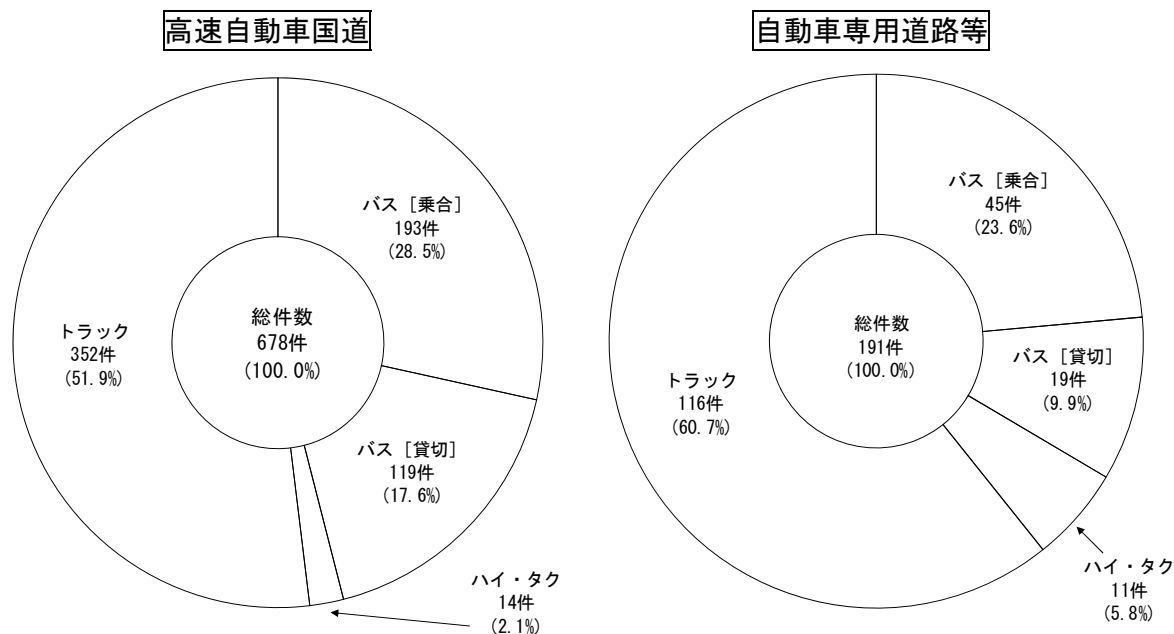 高速自動車国道
バス［乗合］
193件
(28.5%)
総件数
678件
(100.0%)
トラック
352件
(51.9%)
バス［貸切］
119件
(17.6%)
ハイ・タク
14件
(2.1%)
自動車専用道路等
バス［乗合］
45件
(23.6%)
総件数
191件
(100.0%)
バス［貸切］
19件
(9.9%)
トラック
116件
(60.7%)
ハイ・タク
11件
(5.8%)